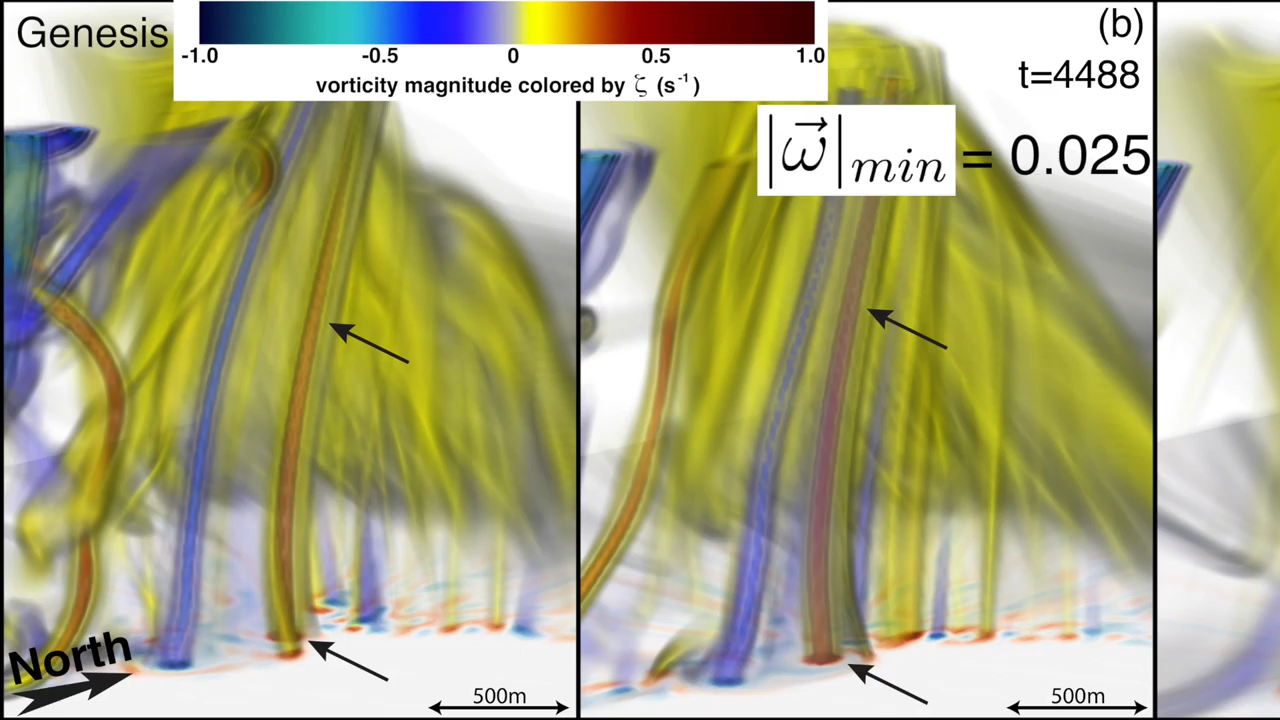 Genesis
-1.0 -0.5 0 0.5 1.0
vorticity magnitude colored by ζ (s⁻¹)
(b)
t=4488
|ω⃗|min = 0.025
North
500m
500m